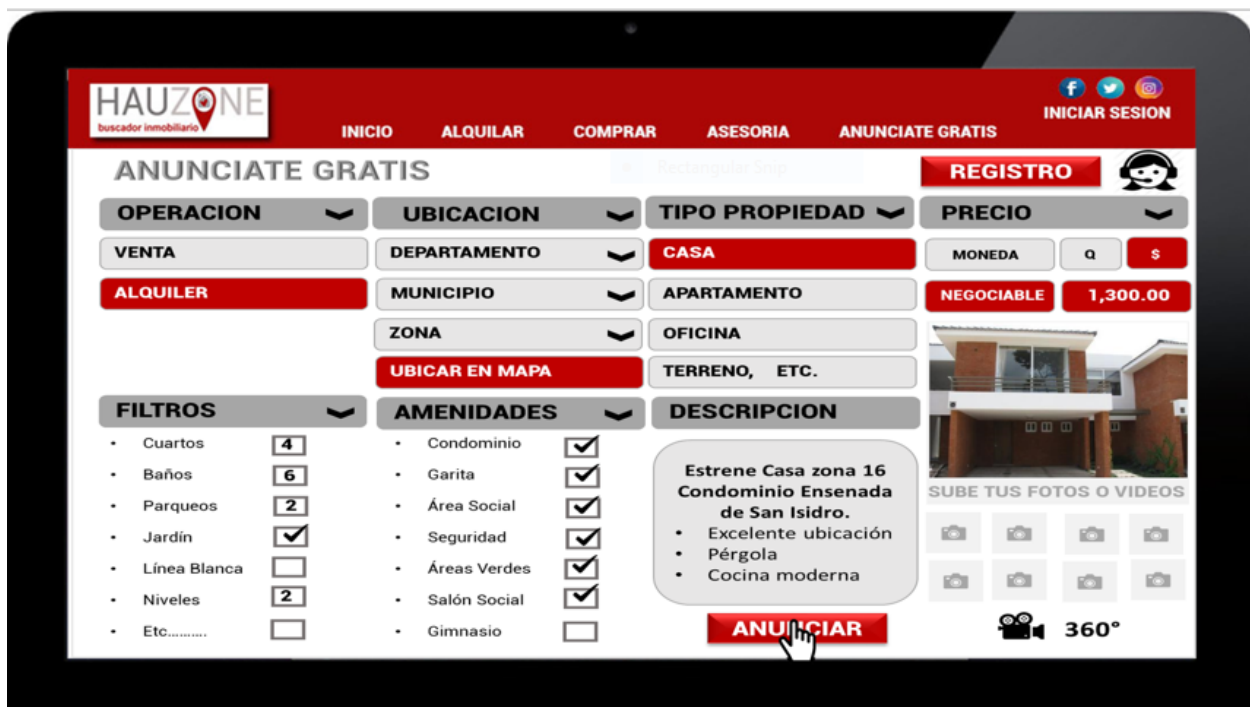 HAUZONE
buscador inmobiliario
INICIO ALQUILAR COMPRAR ASESORIA ANUNCIATE GRATIS
INICIAR SESION
ANUNCIATE GRATIS
Rectangular Snip
REGISTRO
OPERACION
VENTA
ALQUILER
UBICACION
DEPARTAMENTO
MUNICIPIO
ZONA
UBICAR EN MAPA
TIPO PROPIEDAD
CASA
APARTAMENTO
OFICINA
TERRENO, ETC.
PRECIO
MONEDA Q $
NEGOCIABLE 1,300.00
FILTROS
• Cuartos 4
• Baños 6
• Parqueos 2
• Jardín ✓
• Línea Blanca
• Niveles 2
• Etc..........
AMENIDADES
• Condominio ✓
• Garita ✓
• Área Social ✓
• Seguridad ✓
• Áreas Verdes ✓
• Salón Social ✓
• Gimnasio
DESCRIPCION
Estrene Casa zona 16
Condominio Ensenada
de San Isidro.
• Excelente ubicación
• Pérgola
• Cocina moderna
ANUNCIAR
SUBE TUS FOTOS O VIDEOS
360°